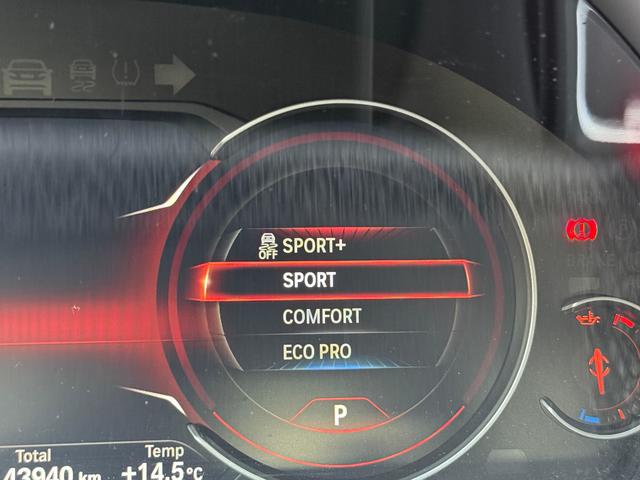 OFF SPORT+
SPORT
COMFORT
ECO PRO
P
Total Temp
43940 km +14.5°C